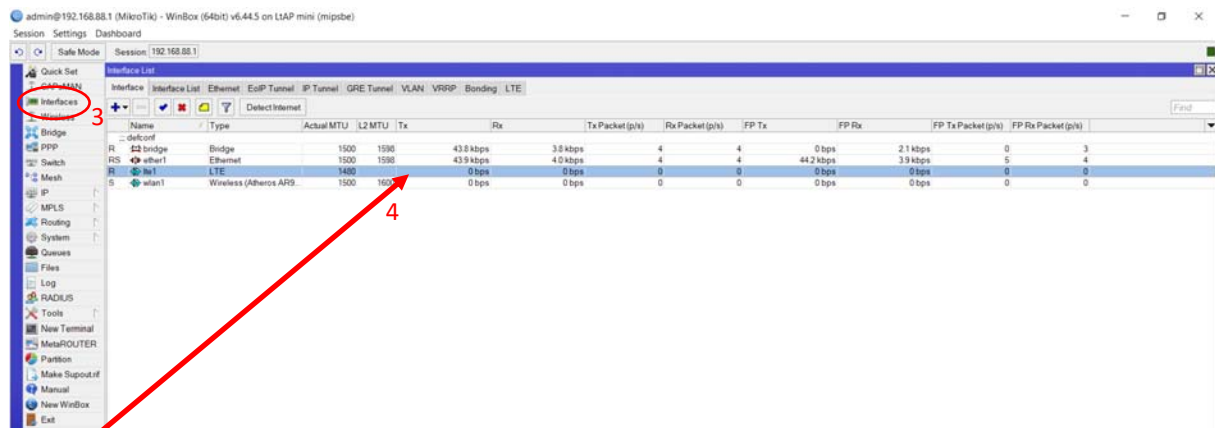 admin@192.168.88.1 (MikroTik) - WinBox (64bit) v6.44.5 on LtAP mini (mipsbe)
Session Settings Dashboard
Safe Mode Session: 192.168.88.1
Quick Set
Interface List
CAPsMAN
Interface Interface List Ethernet EoIP Tunnel IP Tunnel GRE Tunnel VLAN VRRP Bonding LTE
Interfaces
3
Detect Internet Find
Wireless
Name Type Actual MTU L2 MTU Tx Rx Tx Packet (p/s) Rx Packet (p/s) FP Tx FP Rx FP Tx Packet (p/s) FP Rx Packet (p/s)
Bridge
::: defconf
R bridge Bridge 1500 1598 43.8 kbps 3.8 kbps 4 4 0 bps 2.1 kbps 0 3
PPP
RS ether1 Ethernet 1500 1598 43.9 kbps 4.0 kbps 4 4 44.2 kbps 3.9 kbps 5 4
Switch
R lte1 LTE 1480 0 bps 0 bps 0 0 0 bps 0 bps 0 0
Mesh
S wlan1 Wireless (Atheros AR9... 1500 1600 0 bps 0 bps 0 0 0 bps 0 bps 0 0
IP
4
MPLS
Routing
System
Queues
Files
Log
RADIUS
Tools
New Terminal
MetaROUTER
Partition
Make Supout.rif
Manual
New WinBox
Exit